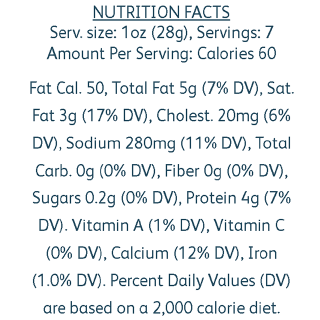 NUTRITION FACTS
Serv. size: 1oz (28g), Servings: 7
Amount Per Serving: Calories 60
Fat Cal. 50, Total Fat 5g (7% DV), Sat.
Fat 3g (17% DV), Cholest. 20mg (6%
DV), Sodium 280mg (11% DV), Total
Carb. 0g (0% DV), Fiber 0g (0% DV),
Sugars 0.2g (0% DV), Protein 4g (7%
DV). Vitamin A (1% DV), Vitamin C
(0% DV), Calcium (12% DV), Iron
(1.0% DV). Percent Daily Values (DV)
are based on a 2,000 calorie diet.